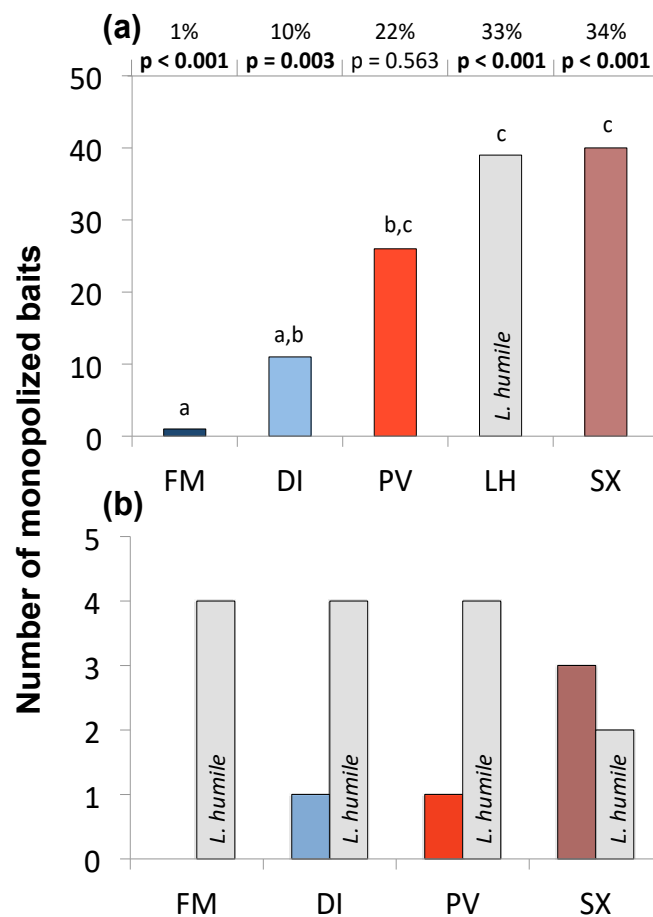 (a)
1% 10% 22% 33% 34%
p < 0.001 p = 0.003 p = 0.563 p < 0.001 p < 0.001
50
40
30
20
10
0
a
a,b
b,c
c
c
L. humile
FM DI PV LH SX
Number of monopolized baits
(b)
5
4
3
2
1
0
L. humile
L. humile
L. humile
L. humile
FM DI PV SX